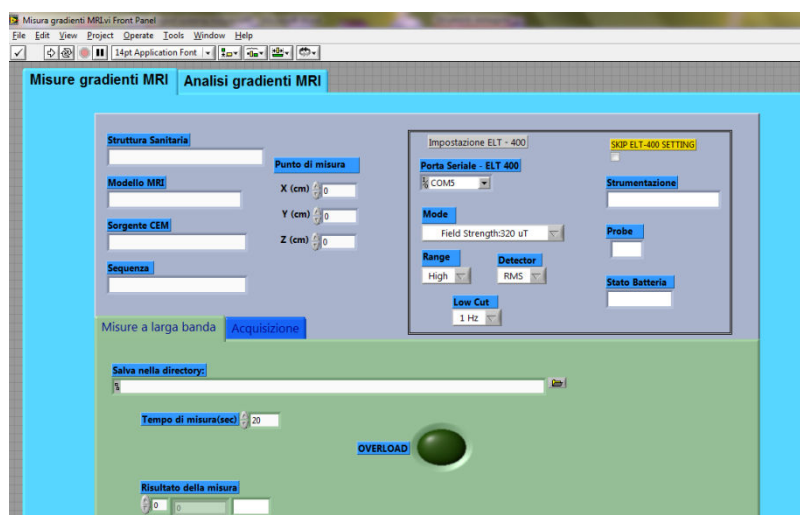 Misura gradienti MRI.vi Front Panel
File Edit View Project Operate Tools Window Help
14pt Application Font
Misure gradienti MRI Analisi gradienti MRI
Struttura Sanitaria
Modello MRI
Sorgente CEM
Sequenza
Punto di misura
X (cm) 0
Y (cm) 0
Z (cm) 0
Impostazione ELT - 400
Porta Seriale - ELT 400
COM5
Mode
Field Strength:320 uT
Range Detector
High RMS
Low Cut
1 Hz
SKIP ELT-400 SETTING
Strumentazione
Probe
Stato Batteria
Misure a larga banda Acquisizione
Salva nella directory:
Tempo di misura(sec) 20
OVERLOAD
Risultato della misura
0 0